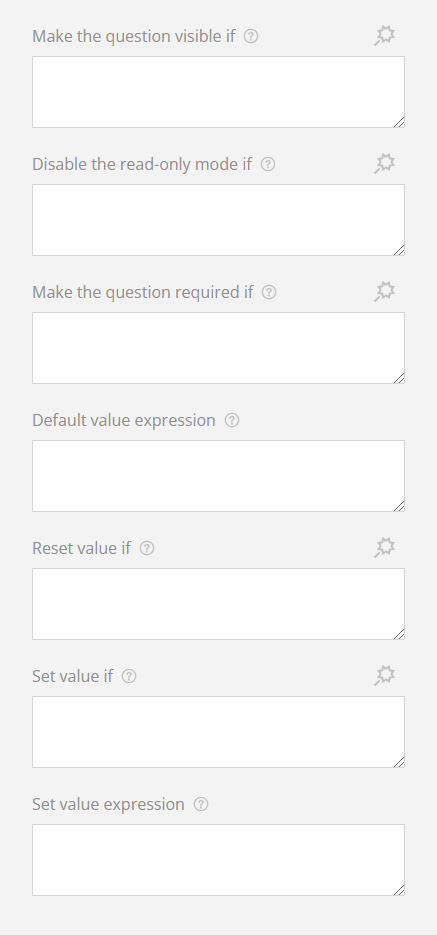 Make the question visible if
Disable the read-only mode if
Make the question required if
Default value expression
Reset value if
Set value if
Set value expression